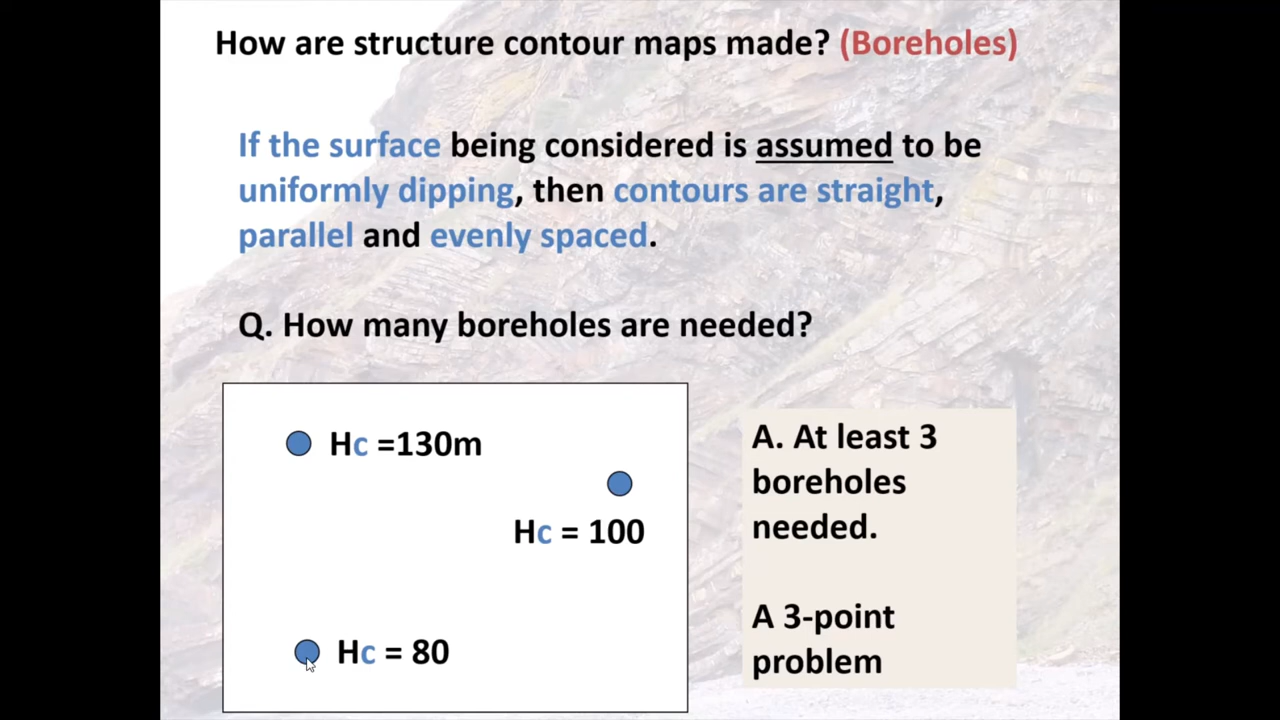 How are structure contour maps made? (Boreholes)
If the surface being considered is assumed to be
uniformly dipping, then contours are straight,
parallel and evenly spaced.
Q. How many boreholes are needed?
Hc =130m
Hc = 100
Hc = 80
A. At least 3
boreholes
needed.
A 3-point
problem